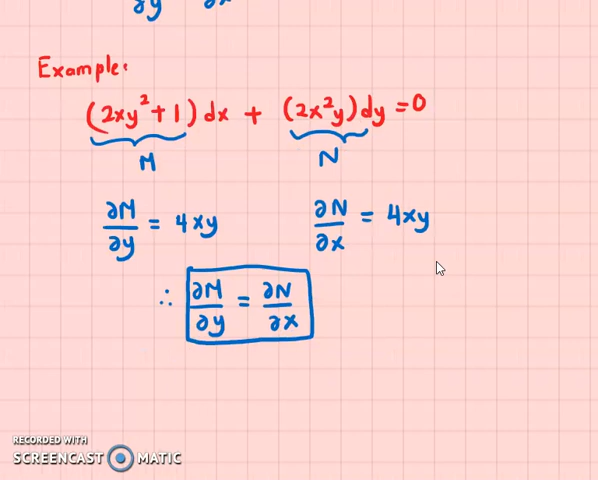 ∂y ∂x
Example:
(2xy² + 1) dx + (2x²y) dy = 0
M N
∂M/∂y = 4xy ∂N/∂x = 4xy
∴ ∂M/∂y = ∂N/∂x
RECORDED WITH
SCREENCAST MATIC